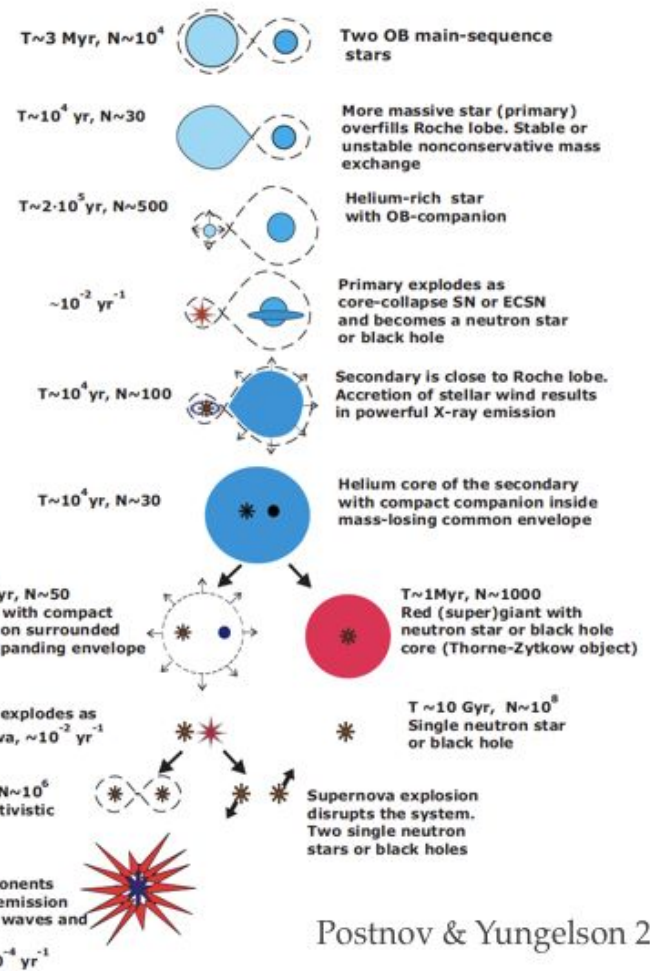 T~3 Myr, N~10⁴
Two OB main-sequence
stars
T~10⁴ yr, N~30
More massive star (primary)
overfills Roche lobe. Stable or
unstable nonconservative mass
exchange
T~2·10⁵yr, N~500
Helium-rich star
with OB-companion
~10⁻² yr⁻¹
Primary explodes as
core-collapse SN or ECSN
and becomes a neutron star
or black hole
T~10⁴yr, N~100
Secondary is close to Roche lobe.
Accretion of stellar wind results
in powerful X-ray emission
T~10⁴yr, N~30
Helium core of the secondary
with compact companion inside
mass-losing common envelope
yr, N~50
with compact
on surrounded
panding envelope
T~1Myr, N~1000
Red (super)giant with
neutron star or black hole
core (Thorne-Zytkow object)
explodes as
va, ~10⁻² yr⁻¹
T ~10 Gyr, N~10⁸
Single neutron star
or black hole
N~10⁶
tivistic
Supernova explosion
disrupts the system.
Two single neutron
stars or black holes
onents
emission
waves and
⁻⁴ yr⁻¹
Postnov & Yungelson 2